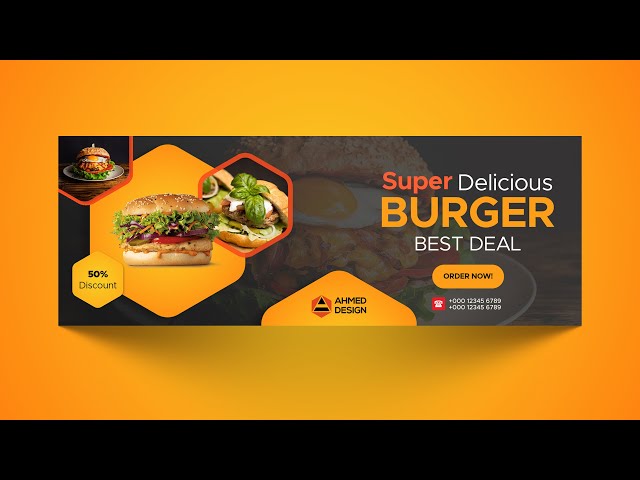 Super Delicious
BURGER
BEST DEAL
ORDER NOW!
+000 12345 6789
+000 12345 6789
50%
Discount
AHMED
DESIGN